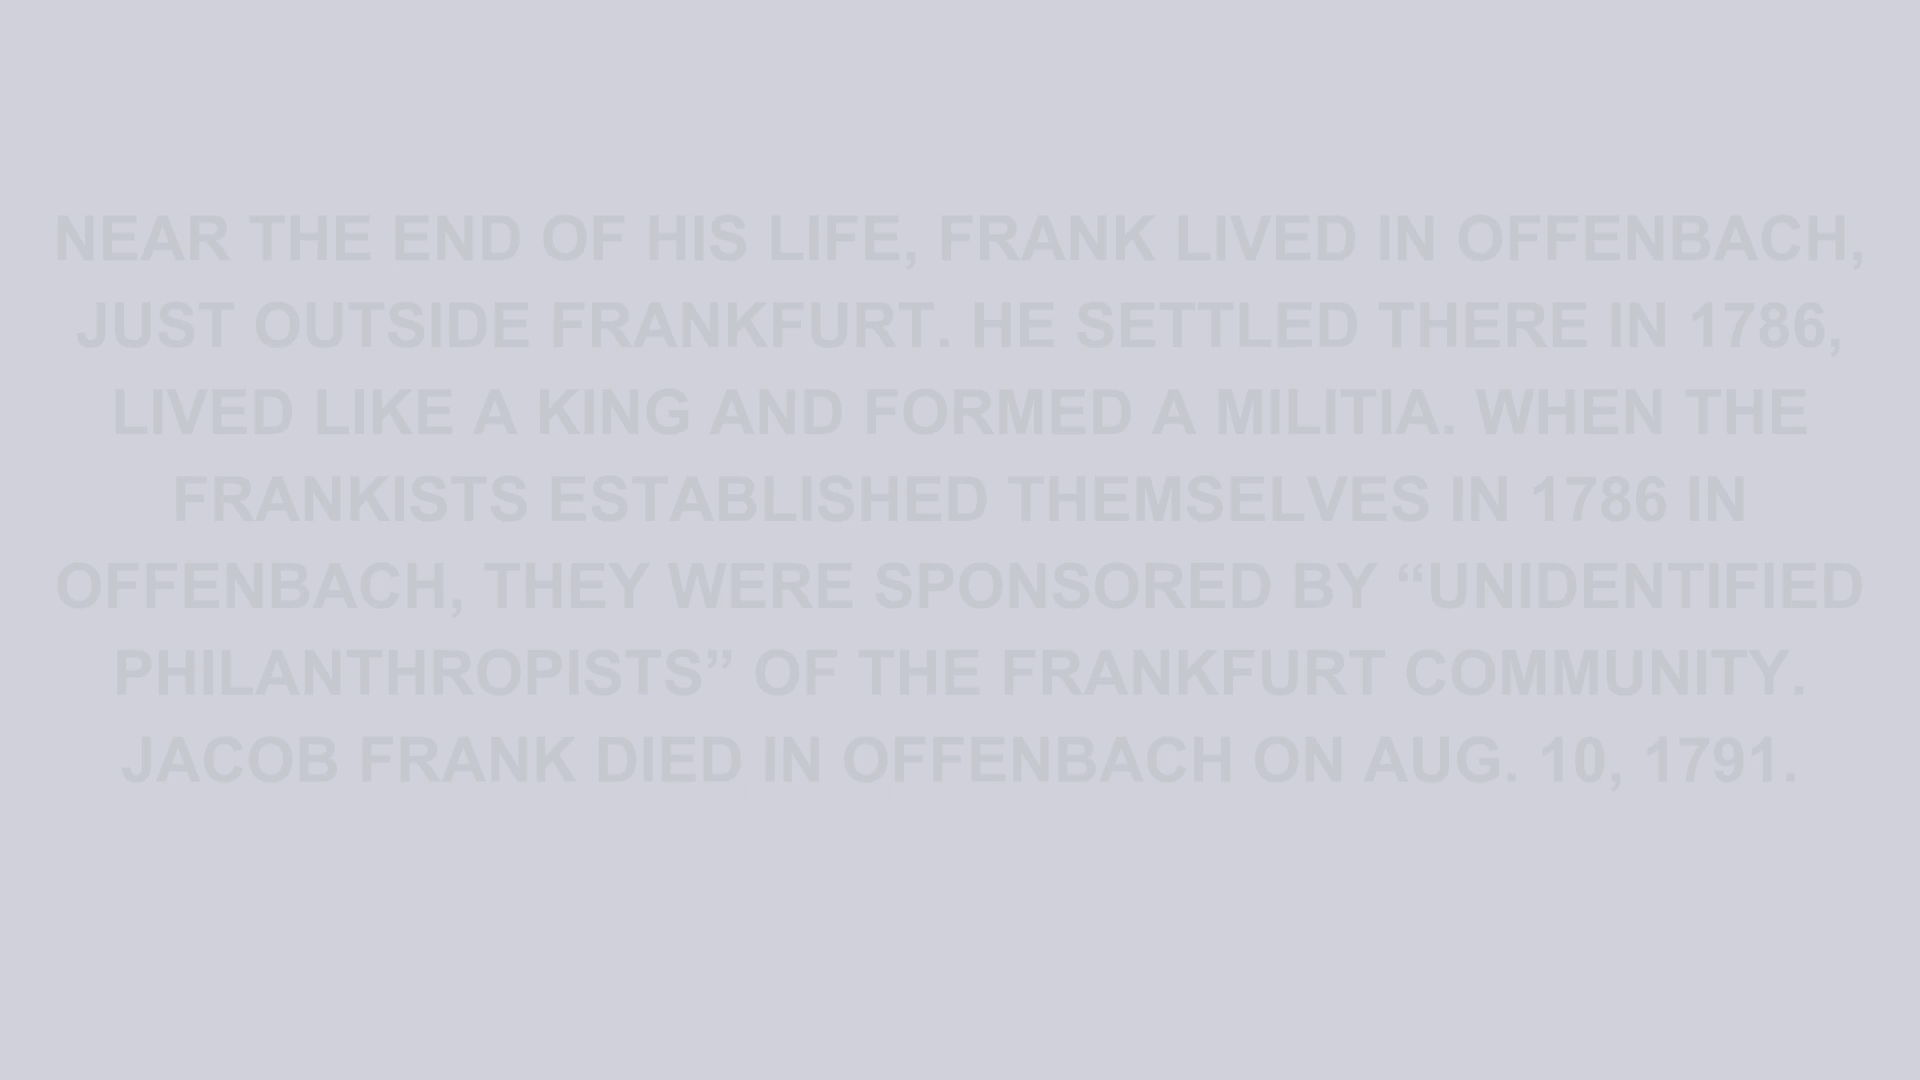 NEAR THE END OF HIS LIFE, FRANK LIVED IN OFFENBACH,
JUST OUTSIDE FRANKFURT. HE SETTLED THERE IN 1786,
LIVED LIKE A KING AND FORMED A MILITIA. WHEN THE
FRANKISTS ESTABLISHED THEMSELVES IN 1786 IN
OFFENBACH, THEY WERE SPONSORED BY “UNIDENTIFIED
PHILANTHROPISTS” OF THE FRANKFURT COMMUNITY.
JACOB FRANK DIED IN OFFENBACH ON AUG. 10, 1791.